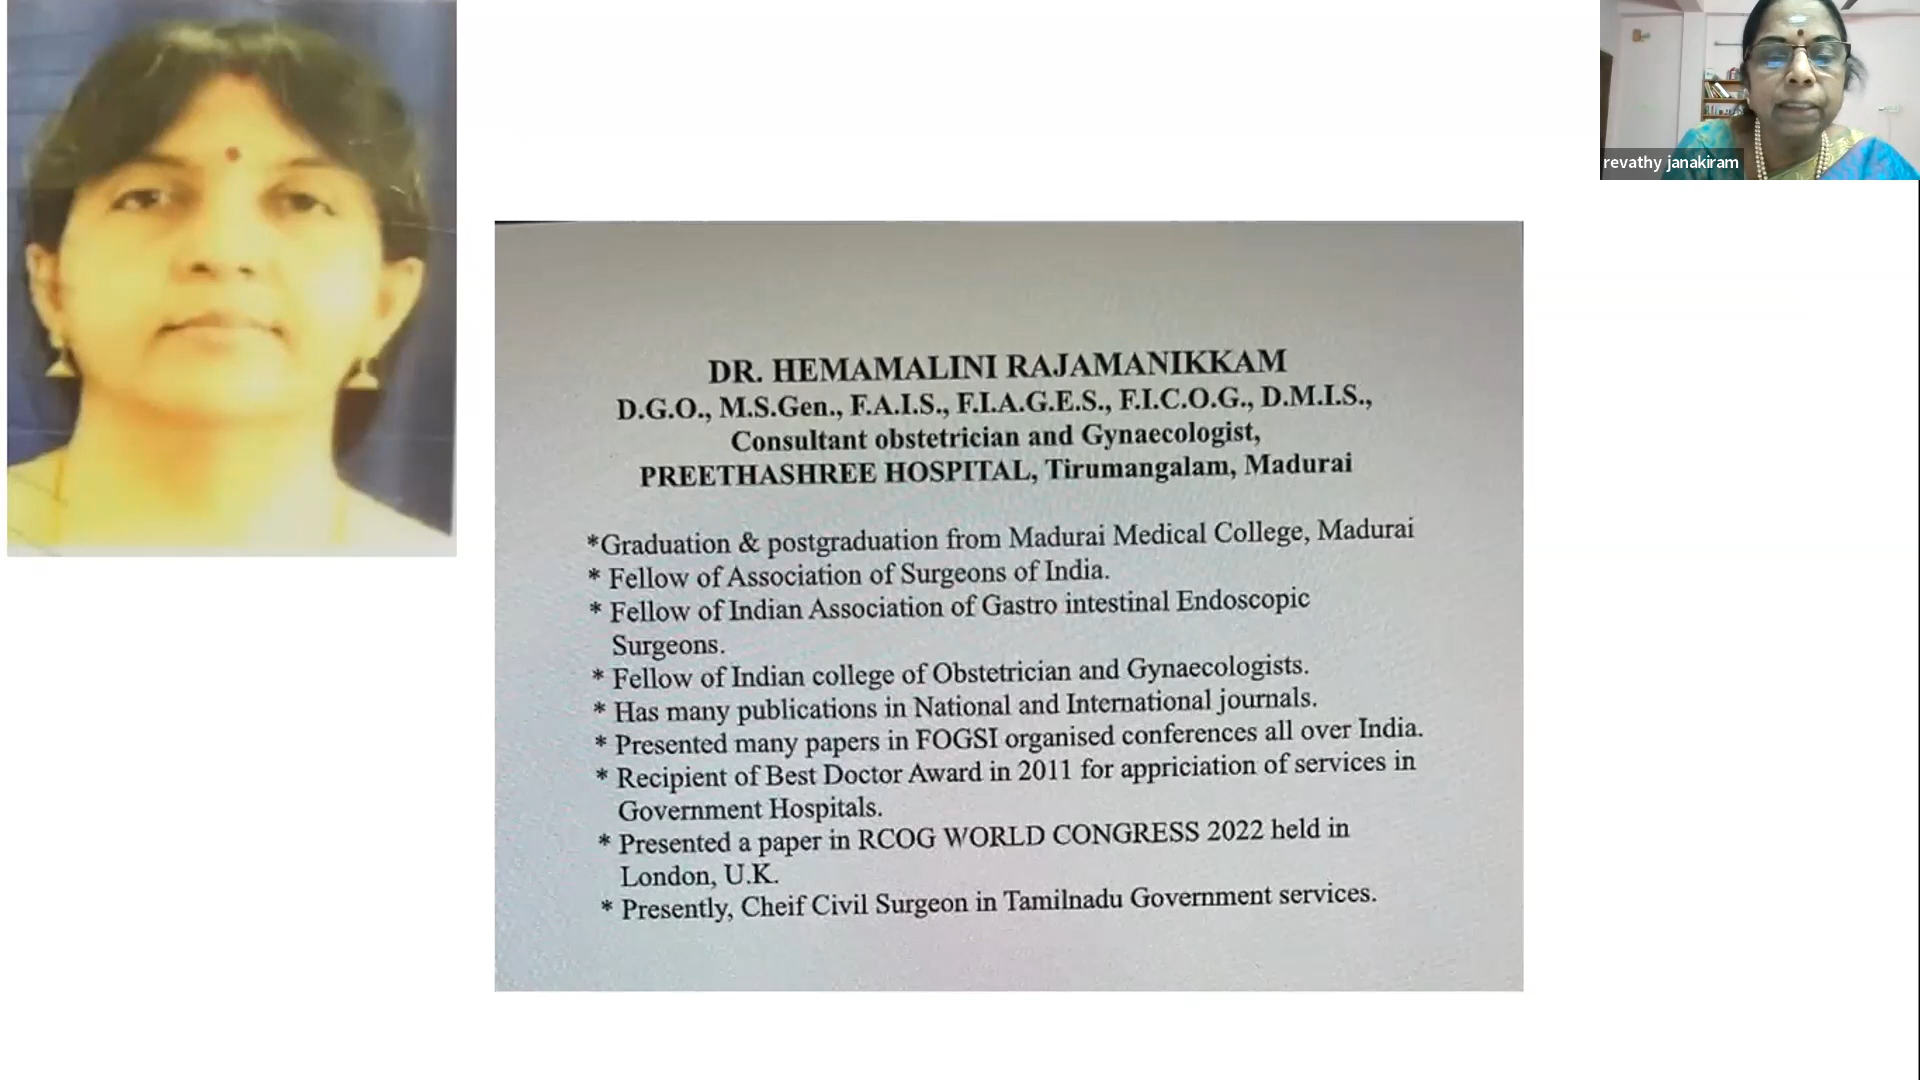 revathy janakiram
DR. HEMAMALINI RAJAMANIKKAM
D.G.O., M.S.Gen., F.A.I.S., F.I.A.G.E.S., F.I.C.O.G., D.M.I.S.,
Consultant obstetrician and Gynaecologist,
PREETHASHREE HOSPITAL, Tirumangalam, Madurai
*Graduation & postgraduation from Madurai Medical College, Madurai
* Fellow of Association of Surgeons of India.
* Fellow of Indian Association of Gastro intestinal Endoscopic
Surgeons.
* Fellow of Indian college of Obstetrician and Gynaecologists.
* Has many publications in National and International journals.
* Presented many papers in FOGSI organised conferences all over India.
* Recipient of Best Doctor Award in 2011 for appriciation of services in
Government Hospitals.
* Presented a paper in RCOG WORLD CONGRESS 2022 held in
London, U.K.
* Presently, Cheif Civil Surgeon in Tamilnadu Government services.